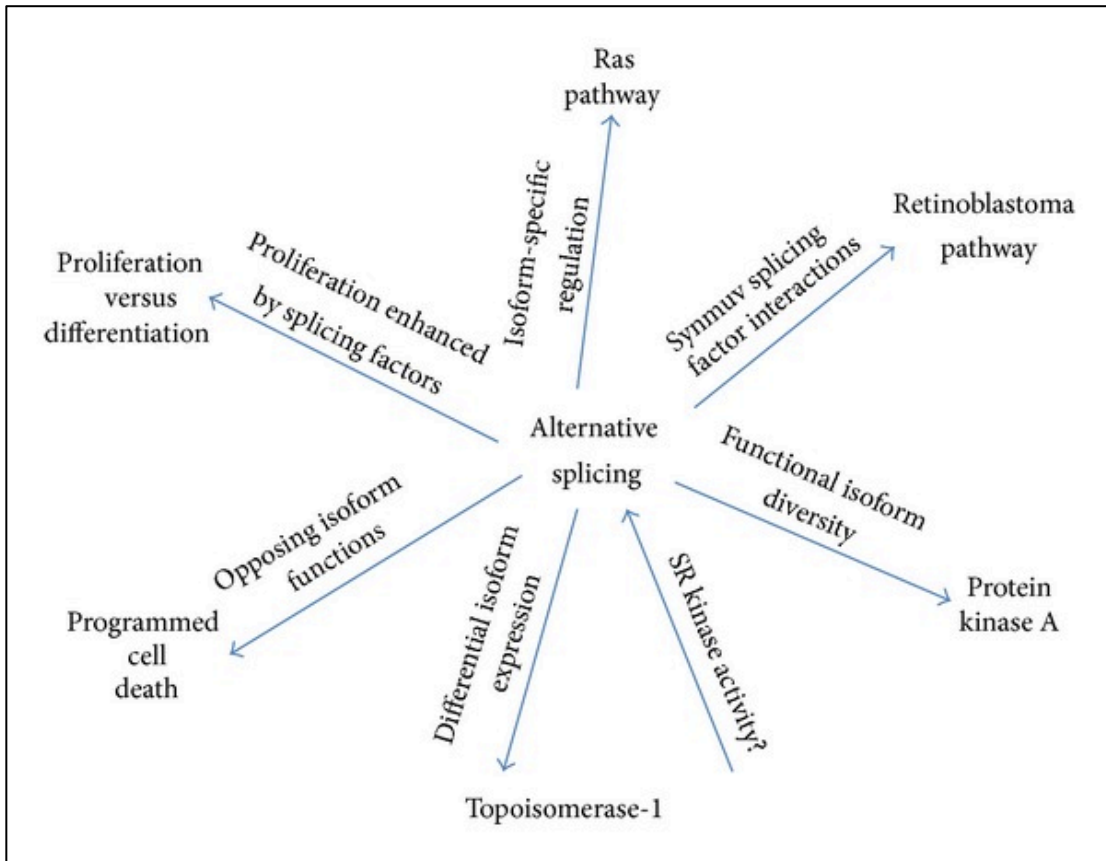 Ras
pathway
Isoform-specific
regulation
Retinoblastoma
pathway
Synmuv splicing
factor interactions
Proliferation
versus
differentiation
Proliferation enhanced
by splicing factors
Alternative
splicing
Functional isoform
diversity
Protein
kinase A
Opposing isoform
functions
Programmed
cell
death
Differential isoform
expression
SR kinase activity?
Topoisomerase-1